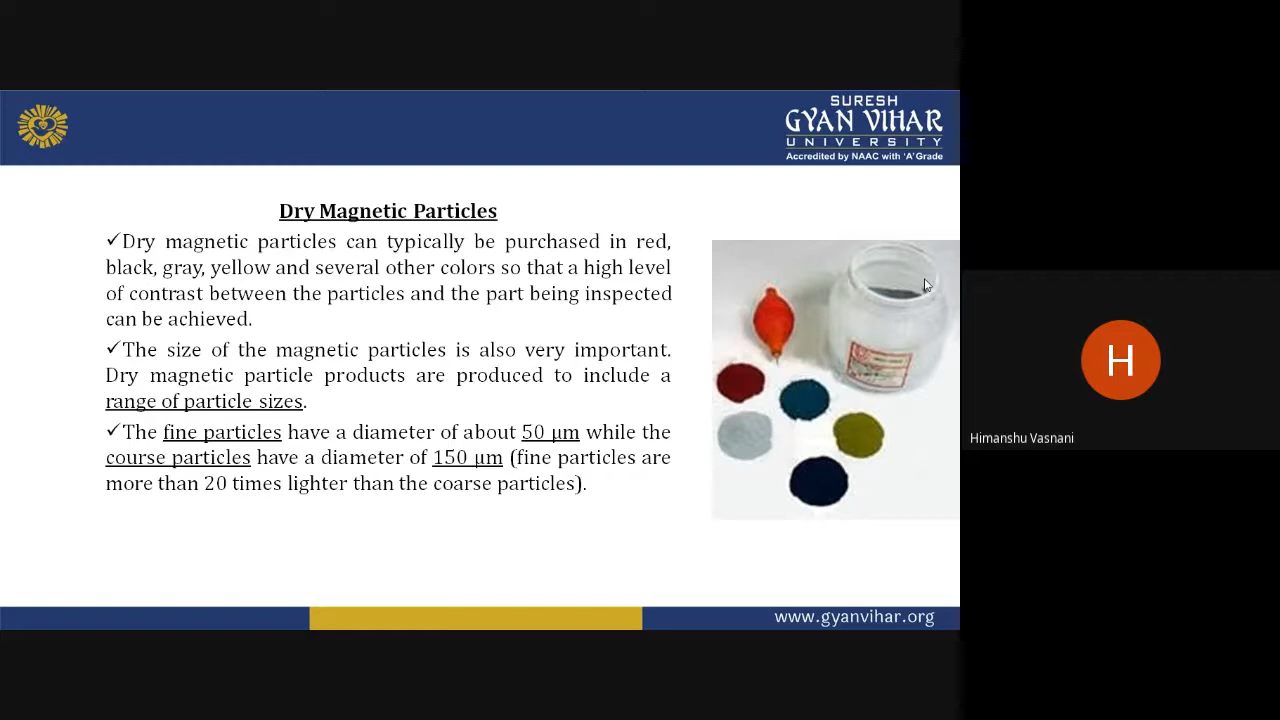 SURESH
GYAN VIHAR
UNIVERSITY
Accredited by NAAC with 'A' Grade
Dry Magnetic Particles
✓Dry magnetic particles can typically be purchased in red,
black, gray, yellow and several other colors so that a high level
of contrast between the particles and the part being inspected
can be achieved.
✓The size of the magnetic particles is also very important.
Dry magnetic particle products are produced to include a
range of particle sizes.
✓The fine particles have a diameter of about 50 µm while the
course particles have a diameter of 150 µm (fine particles are
more than 20 times lighter than the coarse particles).
H
Himanshu Vasnani
www.gyanvihar.org